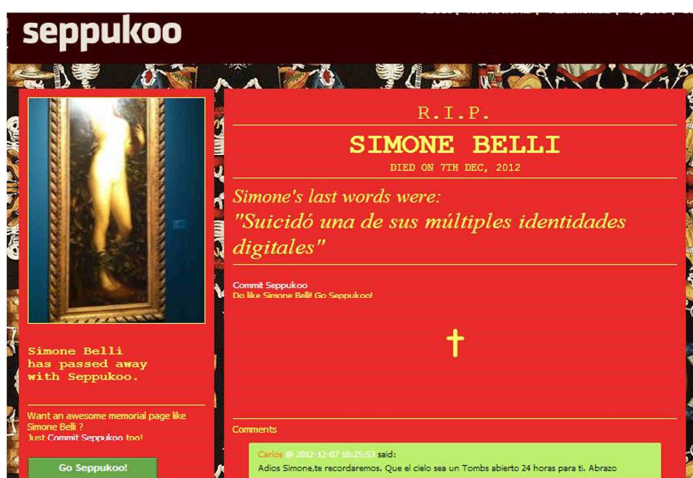 seppukoo
R.I.P.
SIMONE BELLI
DIED ON 7TH DEC, 2012
Simone's last words were:
"Suicidó una de sus múltiples identidades
digitales"
Commit Seppukoo
Do like Simone Belli! Go Seppukoo!
Simone Belli
has passed away
with Seppukoo.
Want an awesome memorial page like
Simone Belli ?
Just Commit Seppukoo too!
Go Seppukoo!
Comments
Carlos @ 2012-12-07 10:25:53 said:
Adios Simone,te recordaremos. Que el cielo sea un Tombs abierto 24 horas para ti. Abrazo